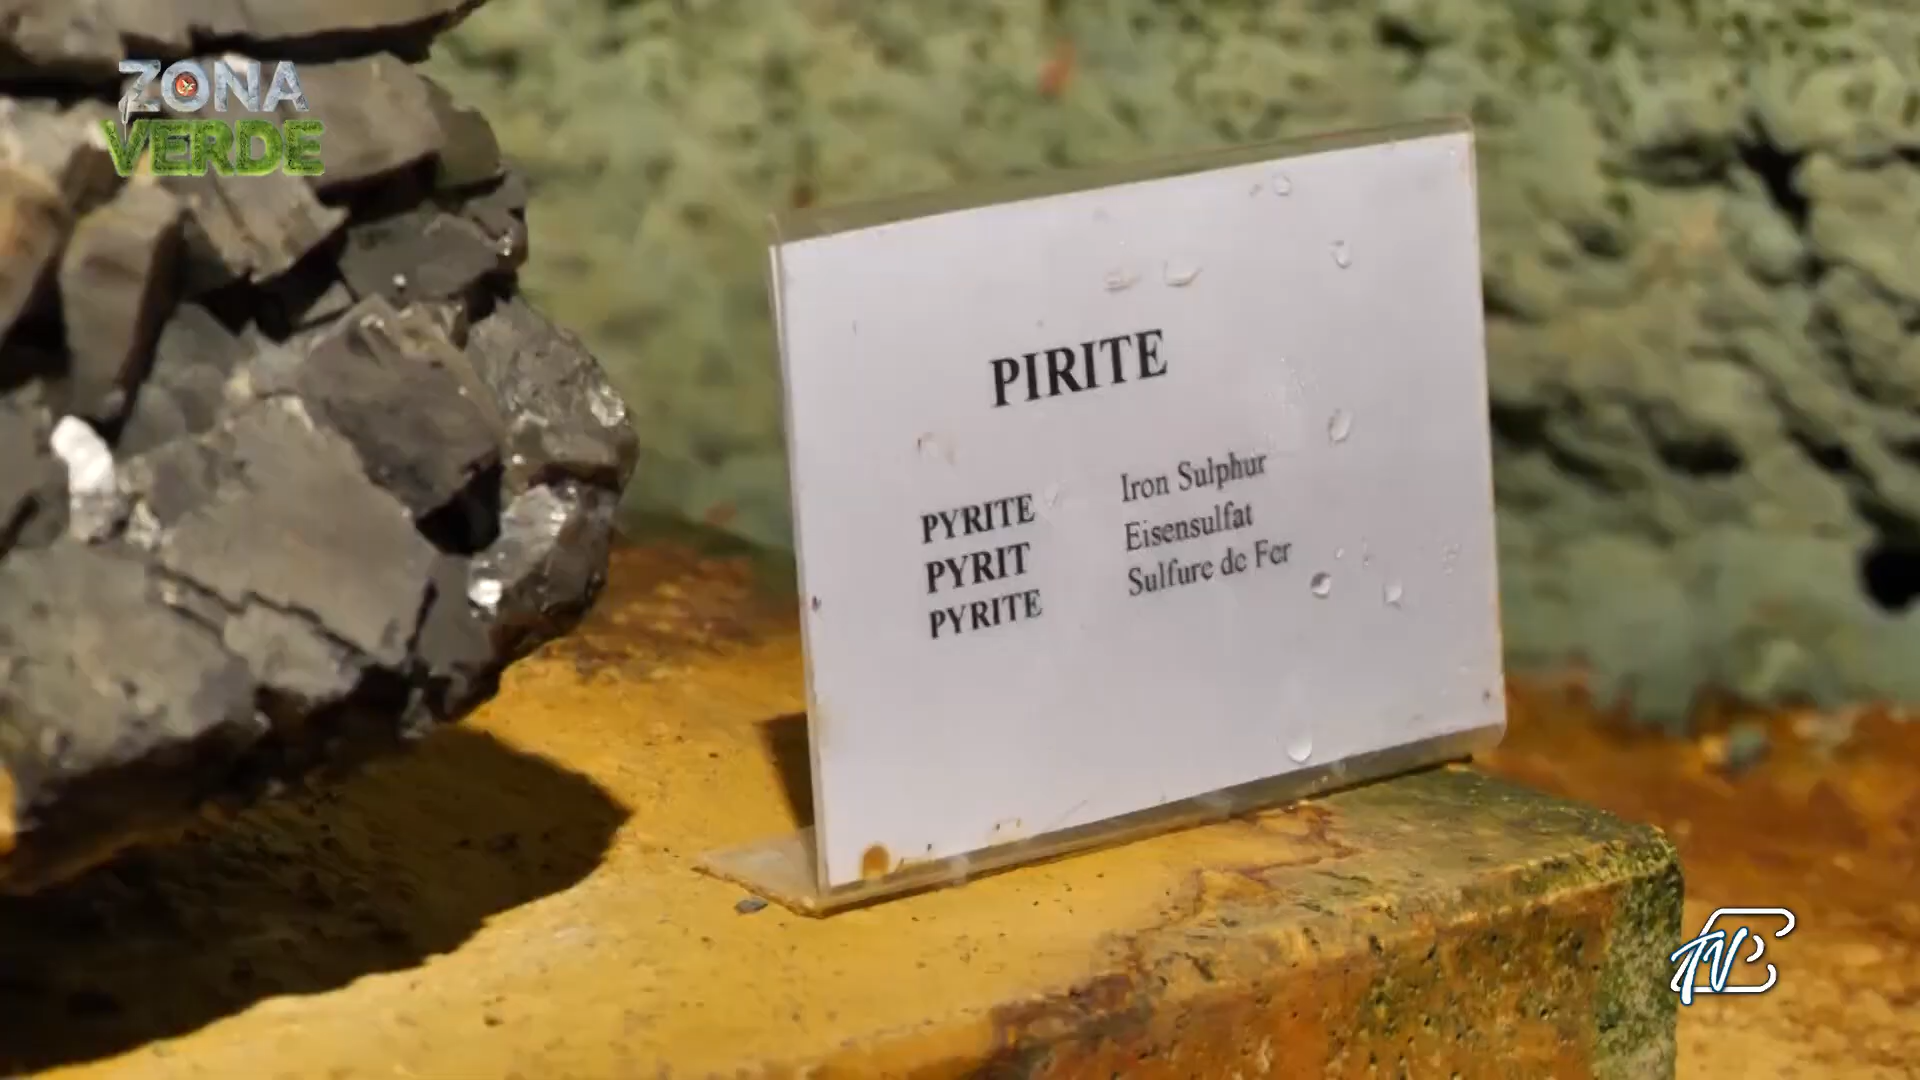 ZONA
VERDE
PIRITE
PYRITE Iron Sulphur
PYRIT Eisensulfat
PYRITE Sulfure de Fer